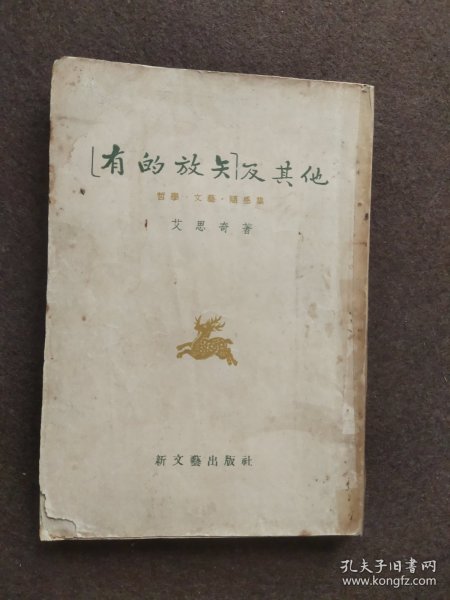 「有的放矢」及其他
哲學·文藝·隨感集
艾思奇著
新文藝出版社
孔夫子旧书网
www.kongfz.com